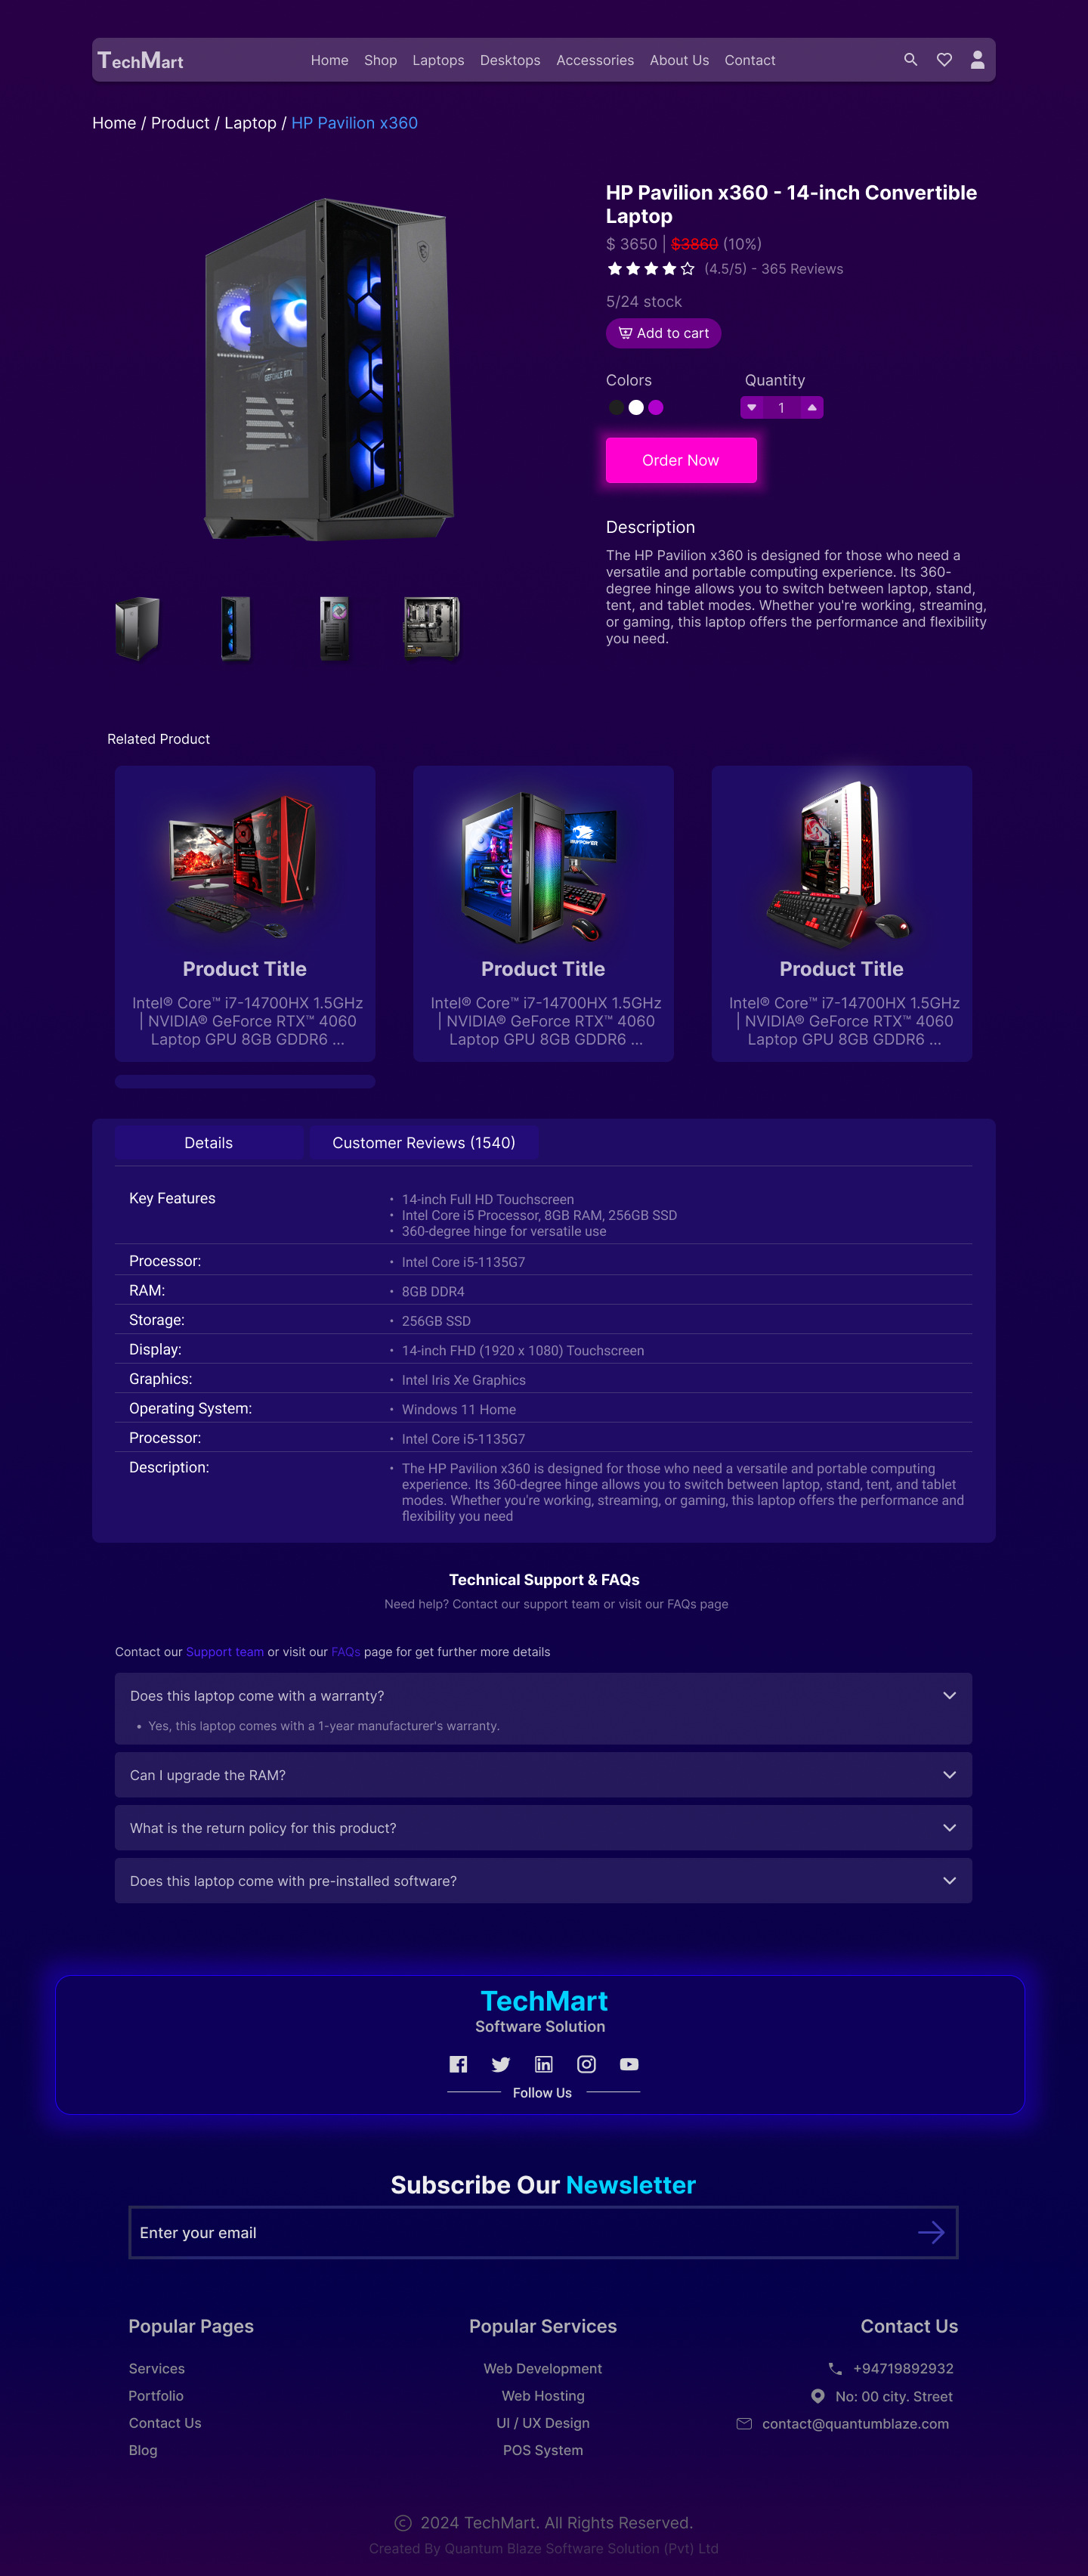 TechMart
Home Shop Laptops Desktops Accessories About Us Contact
Home / Product / Laptop / HP Pavilion x360
HP Pavilion x360 - 14-inch Convertible
Laptop
$ 3650 | $3860 (10%)
(4.5/5) - 365 Reviews
5/24 stock
Add to cart
Colors Quantity
1
Order Now
Description
The HP Pavilion x360 is designed for those who need a
versatile and portable computing experience. Its 360-
degree hinge allows you to switch between laptop, stand,
tent, and tablet modes. Whether you're working, streaming,
or gaming, this laptop offers the performance and flexibility
you need.
GEFORCE RTX
Related Product
Product Title
Intel® Core™ i7-14700HX 1.5GHz
| NVIDIA® GeForce RTX™ 4060
Laptop GPU 8GB GDDR6 ...
Product Title
Intel® Core™ i7-14700HX 1.5GHz
| NVIDIA® GeForce RTX™ 4060
Laptop GPU 8GB GDDR6 ...
Product Title
Intel® Core™ i7-14700HX 1.5GHz
| NVIDIA® GeForce RTX™ 4060
Laptop GPU 8GB GDDR6 ...
Details Customer Reviews (1540)
Key Features
• 14-inch Full HD Touchscreen
• Intel Core i5 Processor, 8GB RAM, 256GB SSD
• 360-degree hinge for versatile use
Processor: • Intel Core i5-1135G7
RAM: • 8GB DDR4
Storage: • 256GB SSD
Display: • 14-inch FHD (1920 x 1080) Touchscreen
Graphics: • Intel Iris Xe Graphics
Operating System: • Windows 11 Home
Processor: • Intel Core i5-1135G7
Description: • The HP Pavilion x360 is designed for those who need a versatile and portable computing
experience. Its 360-degree hinge allows you to switch between laptop, stand, tent, and tablet
modes. Whether you're working, streaming, or gaming, this laptop offers the performance and
flexibility you need
Technical Support & FAQs
Need help? Contact our support team or visit our FAQs page
Contact our Support team or visit our FAQs page for get further more details
Does this laptop come with a warranty?
• Yes, this laptop comes with a 1-year manufacturer's warranty.
Can I upgrade the RAM?
What is the return policy for this product?
Does this laptop come with pre-installed software?
TechMart
Software Solution
Follow Us
Subscribe Our Newsletter
Enter your email
Popular Pages
Services
Portfolio
Contact Us
Blog
Popular Services
Web Development
Web Hosting
UI / UX Design
POS System
Contact Us
+94719892932
No: 00 city. Street
contact@quantumblaze.com
© 2024 TechMart. All Rights Reserved.
Created By Quantum Blaze Software Solution (Pvt) Ltd